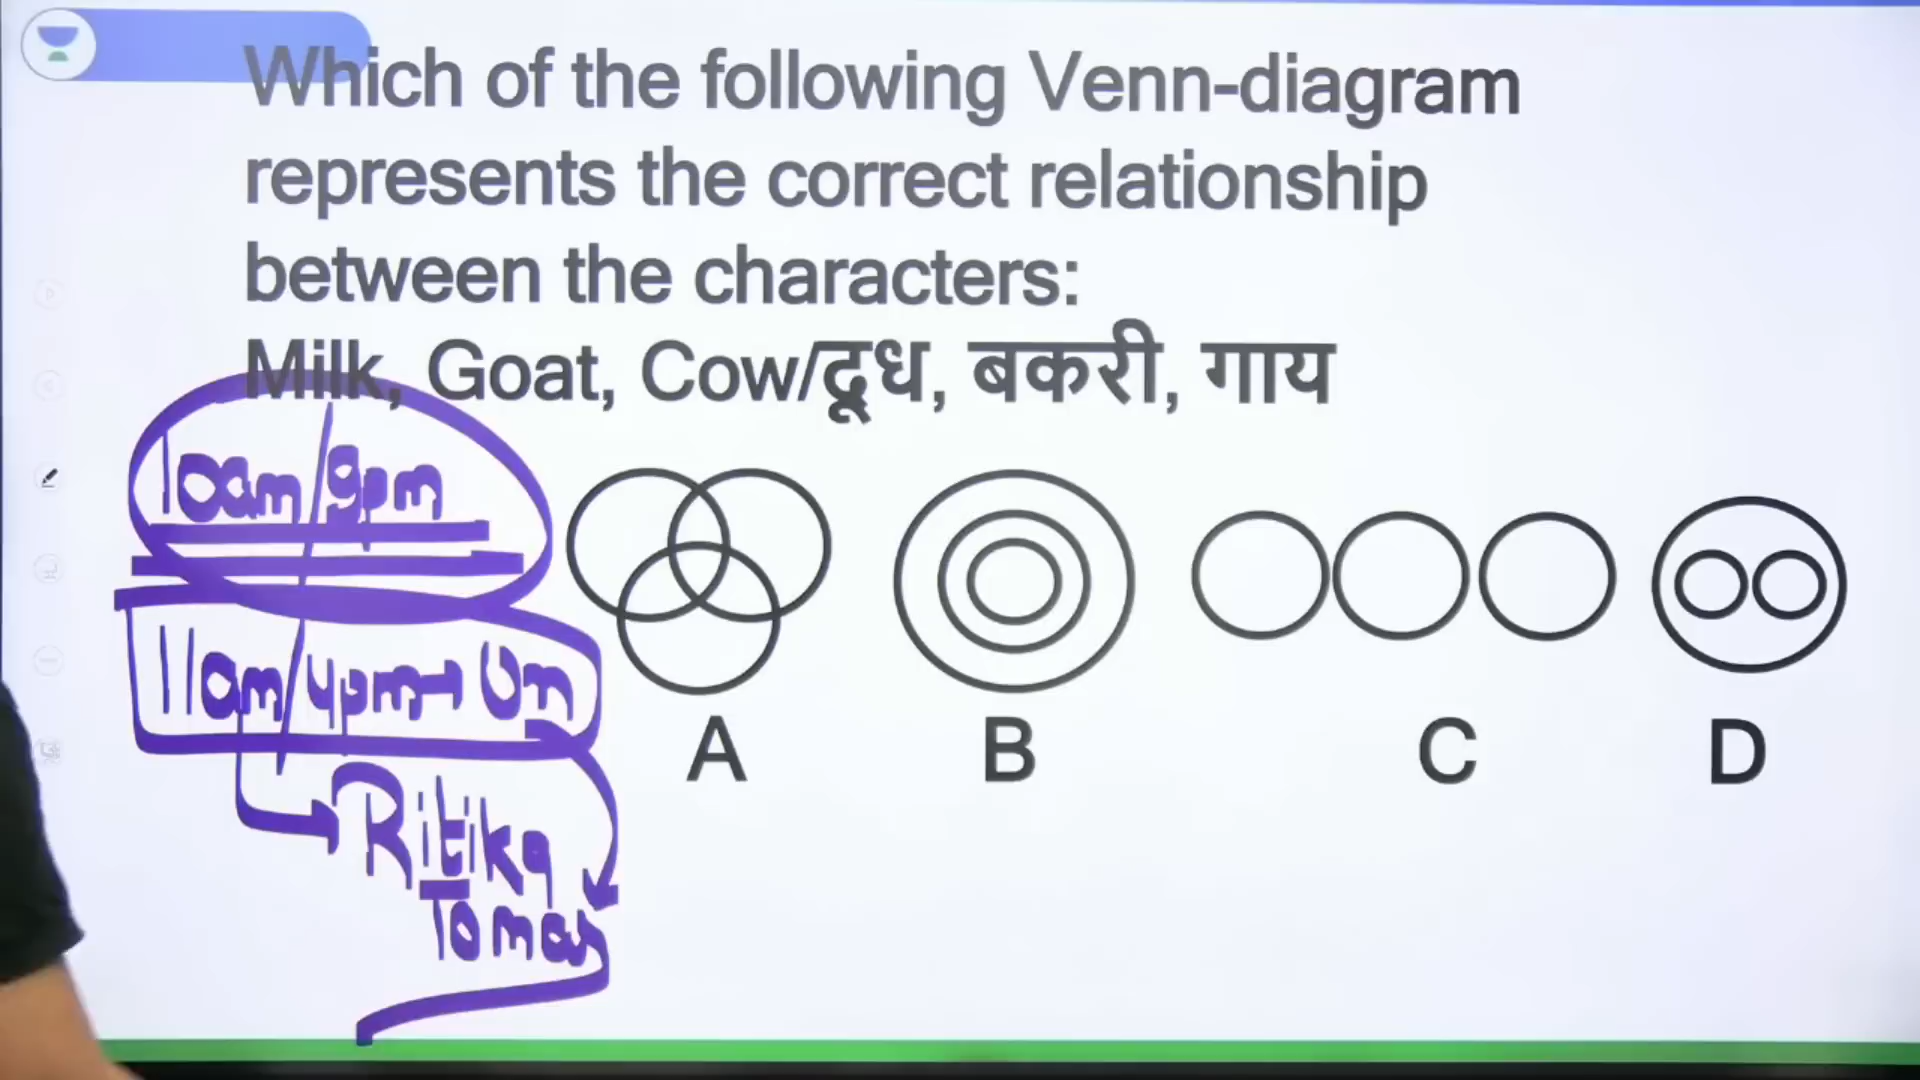 Which of the following Venn-diagram
represents the correct relationship
between the characters:
Milk, Goat, Cow/दूध, बकरी, गाय
10am/9pm
11am/4pm
Ritika
Tomar
A B C D